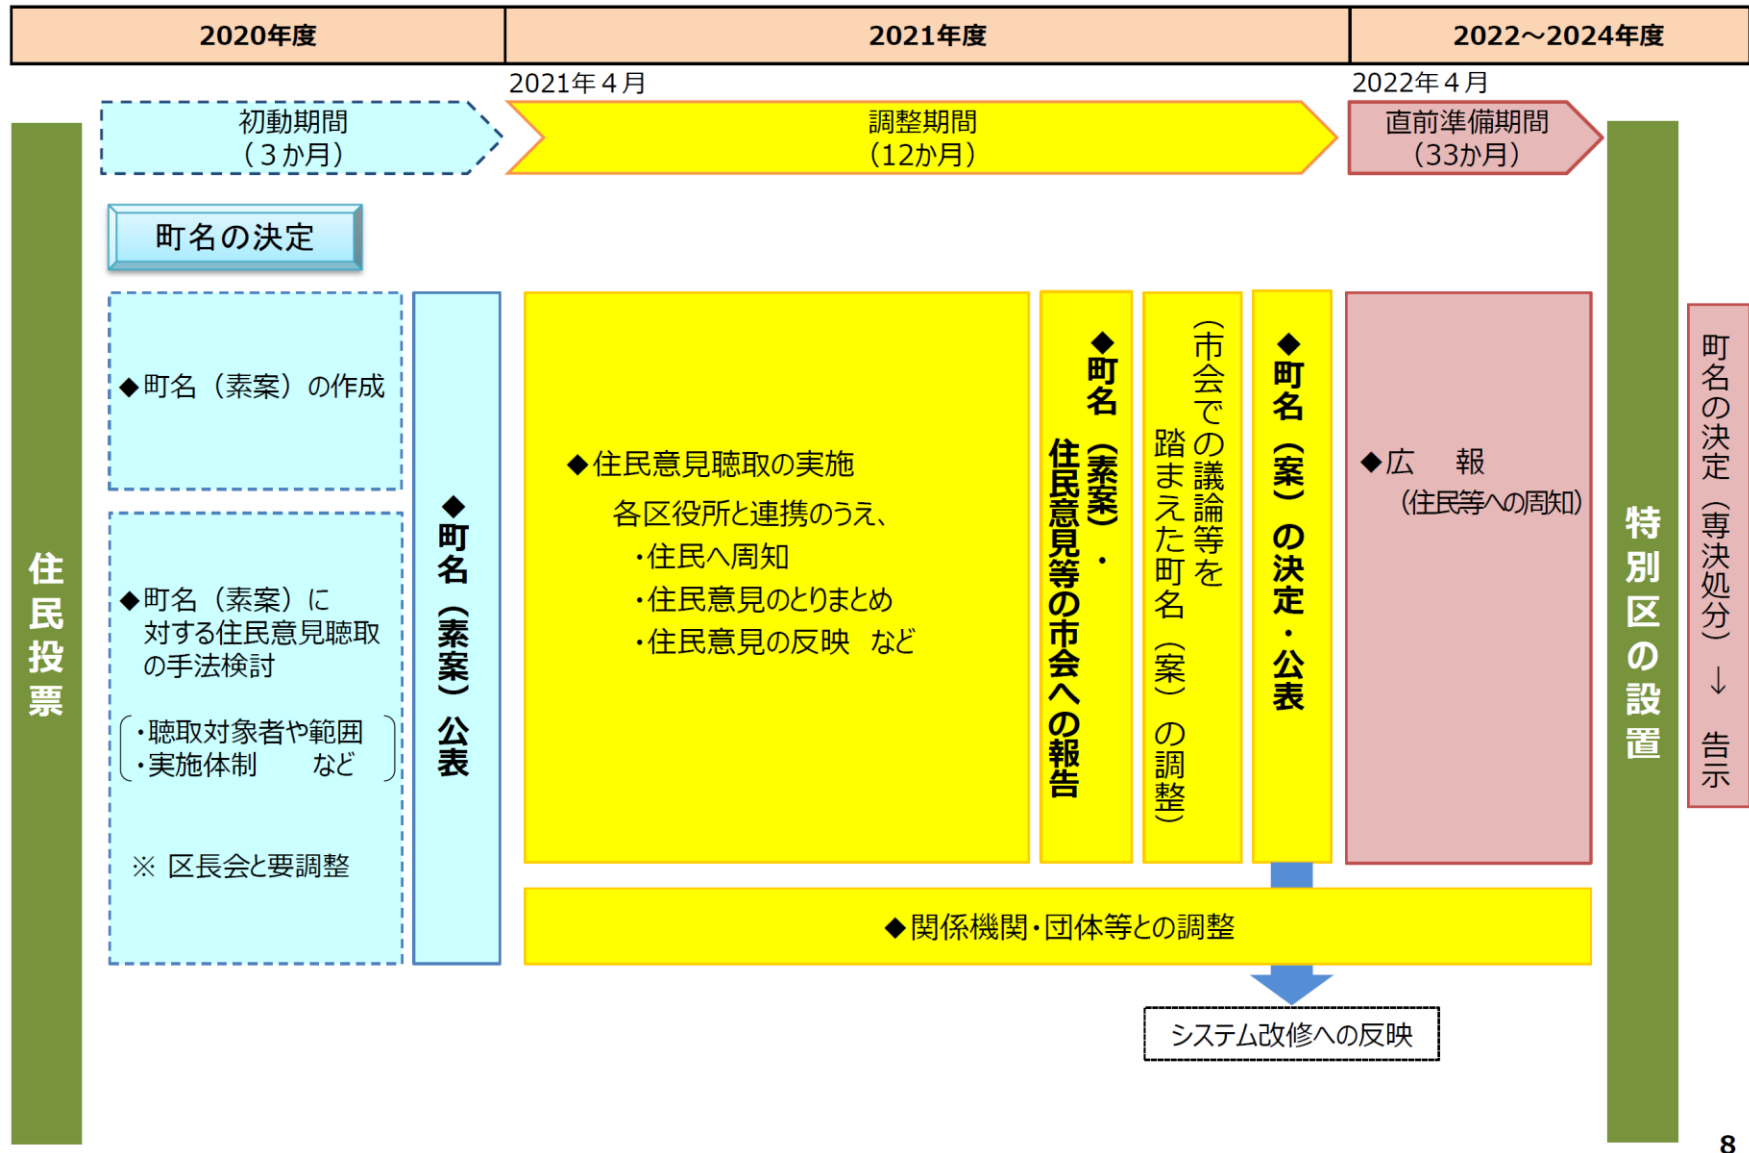 2020年度
2021年度
2022～2024年度
2021年４月
2022年４月
初動期間
（３か月）
調整期間
（12か月）
直前準備期間
（33か月）
住民投票
町名の決定
◆町名（素案）の作成
◆町名（素案）に
対する住民意見聴取
の手法検討
・聴取対象者や範囲
・実施体制　　など
※ 区長会と要調整
◆町名（素案）公表
◆住民意見聴取の実施
各区役所と連携のうえ、
・住民へ周知
・住民意見のとりまとめ
・住民意見の反映　など
◆町名（素案）・
住民意見等の市会への報告
（市会での議論等を
踏まえた町名（案）の調整）
◆町名（案）の決定・公表
◆広　報
（住民等への周知）
◆関係機関・団体等との調整
システム改修への反映
特別区の設置
町名の決定（専決処分）→ 告示
8